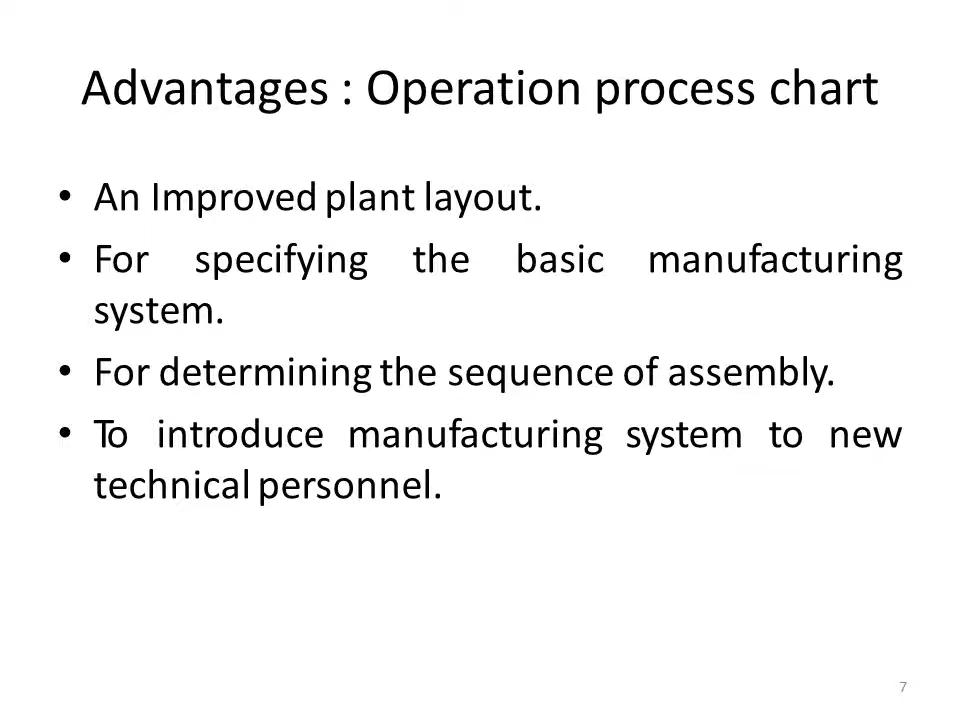 Advantages : Operation process chart
• An Improved plant layout.
• For specifying the basic manufacturing
system.
• For determining the sequence of assembly.
• To introduce manufacturing system to new
technical personnel.
7